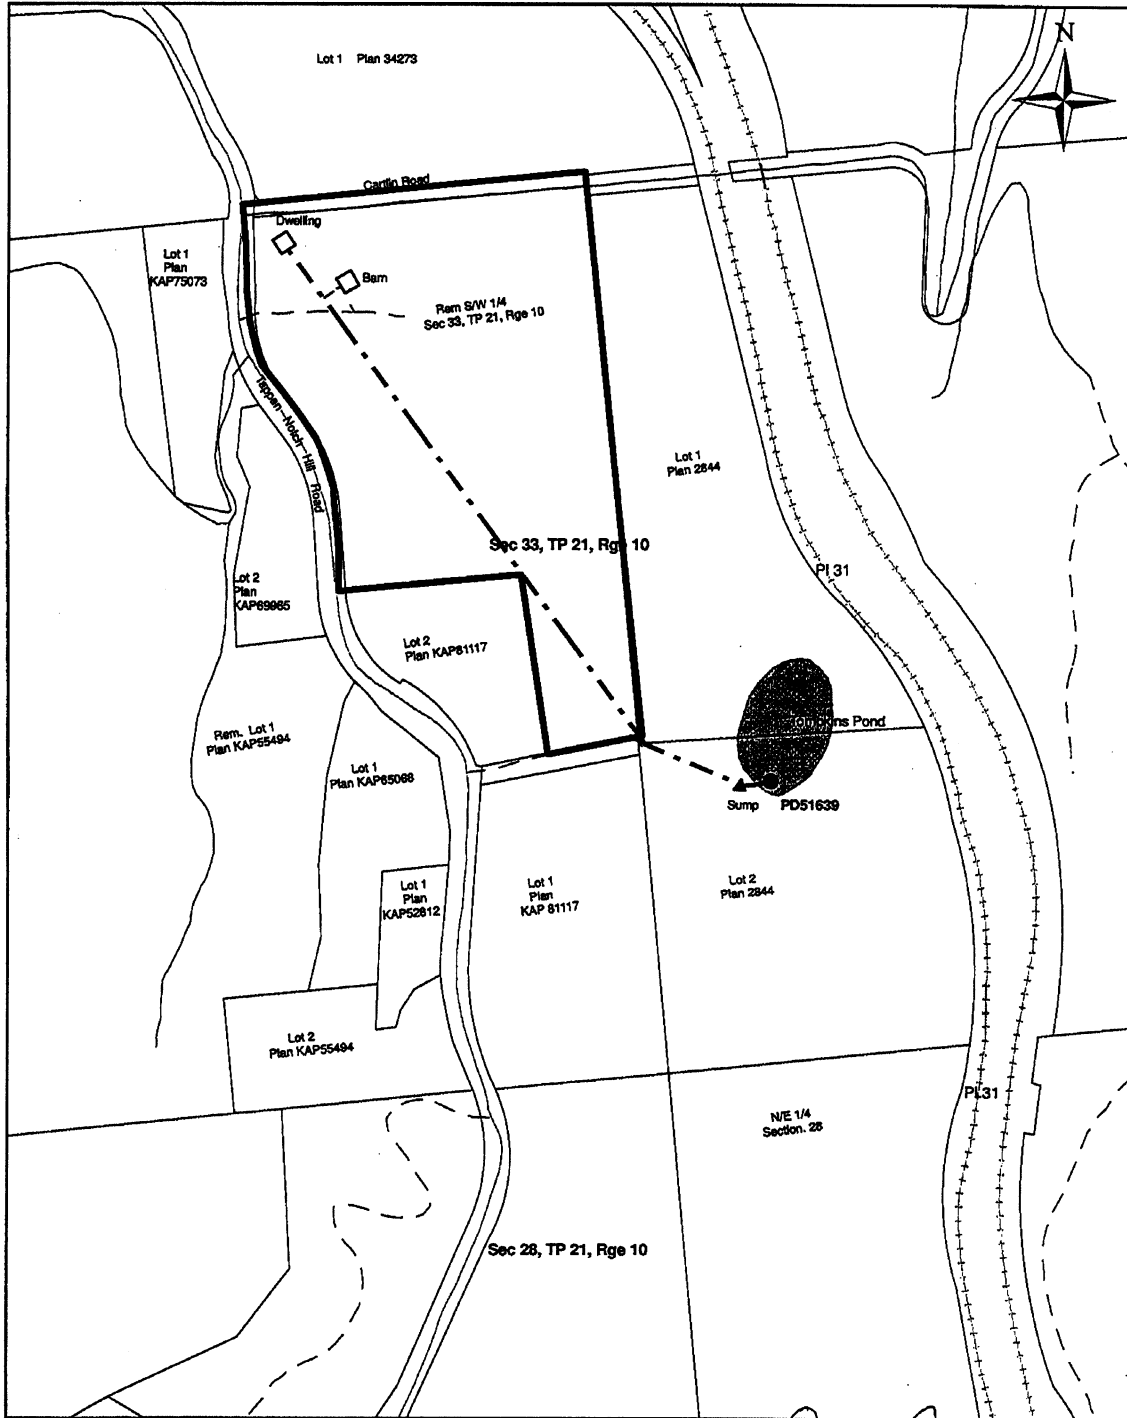 N
Lot 1 Plan 34273
Cartlin Road
Dwelling
Lot 1
Plan
KAP75073
Barn
Rem S/W 1/4
Sec 33, TP 21, Rge 10
Tappen Notch Hill Road
Lot 1
Plan 2844
Sec 33, TP 21, Rge 10
Pl 31
Lot 2
Plan
KAP69965
Lot 2
Plan KAP81117
Rem. Lot 1
Plan KAP55494
Pond
Lot 1
Plan KAP65068
Sump
PD51639
Lot 1
Plan
KAP52812
Lot 1
Plan
KAP 81117
Lot 2
Plan 2844
Lot 2
Plan KAP55494
Pl.31
N/E 1/4
Section. 28
Sec 28, TP 21, Rge 10